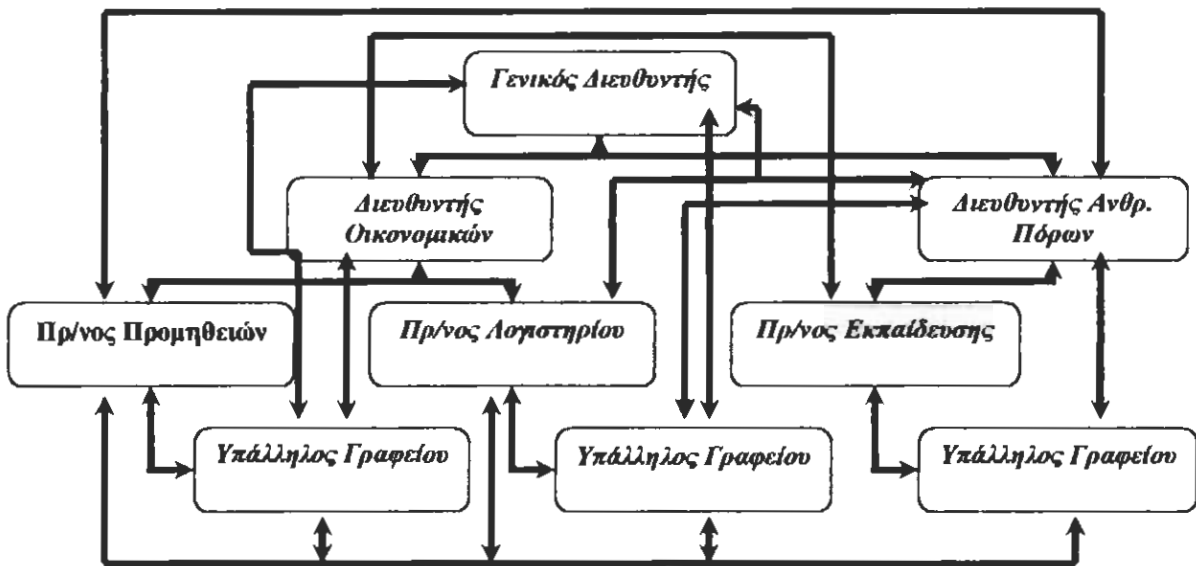 Γενικός Διευθυντής
Διευθυντής
Οικονομικών
Διευθυντής Ανθρ.
Πόρων
Πρ/νος Προμηθειών
Πρ/νος Λογιστηρίου
Πρ/νος Εκπαίδευσης
Υπάλληλος Γραφείου
Υπάλληλος Γραφείου
Υπάλληλος Γραφείου